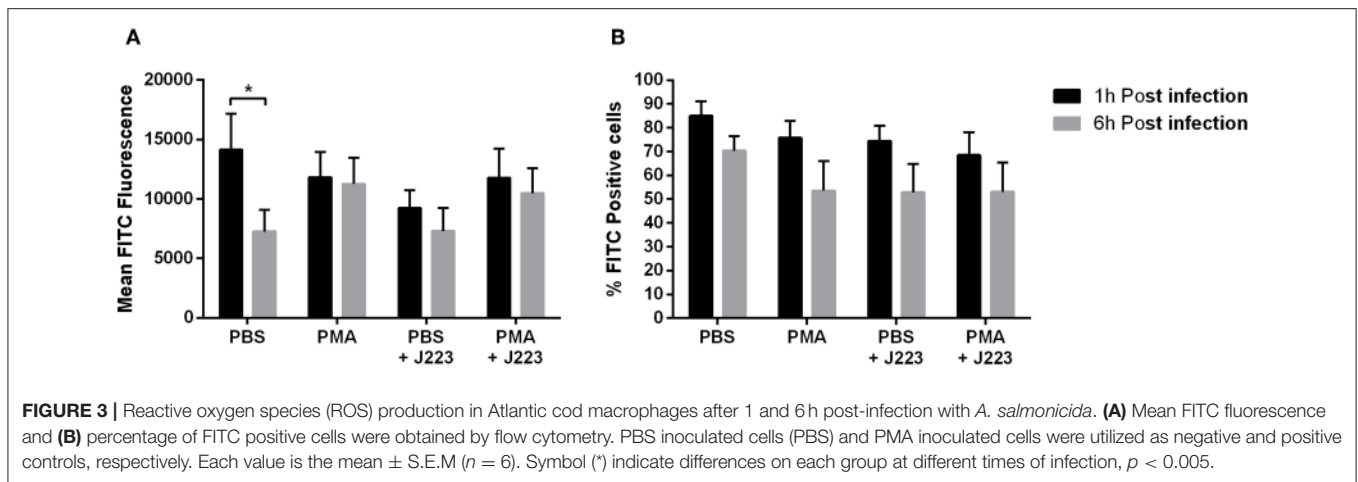 A
20000
15000
10000
5000
0
Mean FITC Fluorescence
*
PBS
PMA
PBS
+ J223
PMA
+ J223
B
100
90
80
70
60
50
40
30
20
10
0
% FITC Positive cells
PBS
PMA
PBS
+ J223
PMA
+ J223
1h Post infection
6h Post infection
FIGURE 3 | Reactive oxygen species (ROS) production in Atlantic cod macrophages after 1 and 6 h post-infection with A. salmonicida. (A) Mean FITC fluorescence
and (B) percentage of FITC positive cells were obtained by flow cytometry. PBS inoculated cells (PBS) and PMA inoculated cells were utilized as negative and positive
controls, respectively. Each value is the mean ± S.E.M (n = 6). Symbol (*) indicate differences on each group at different times of infection, p < 0.005.